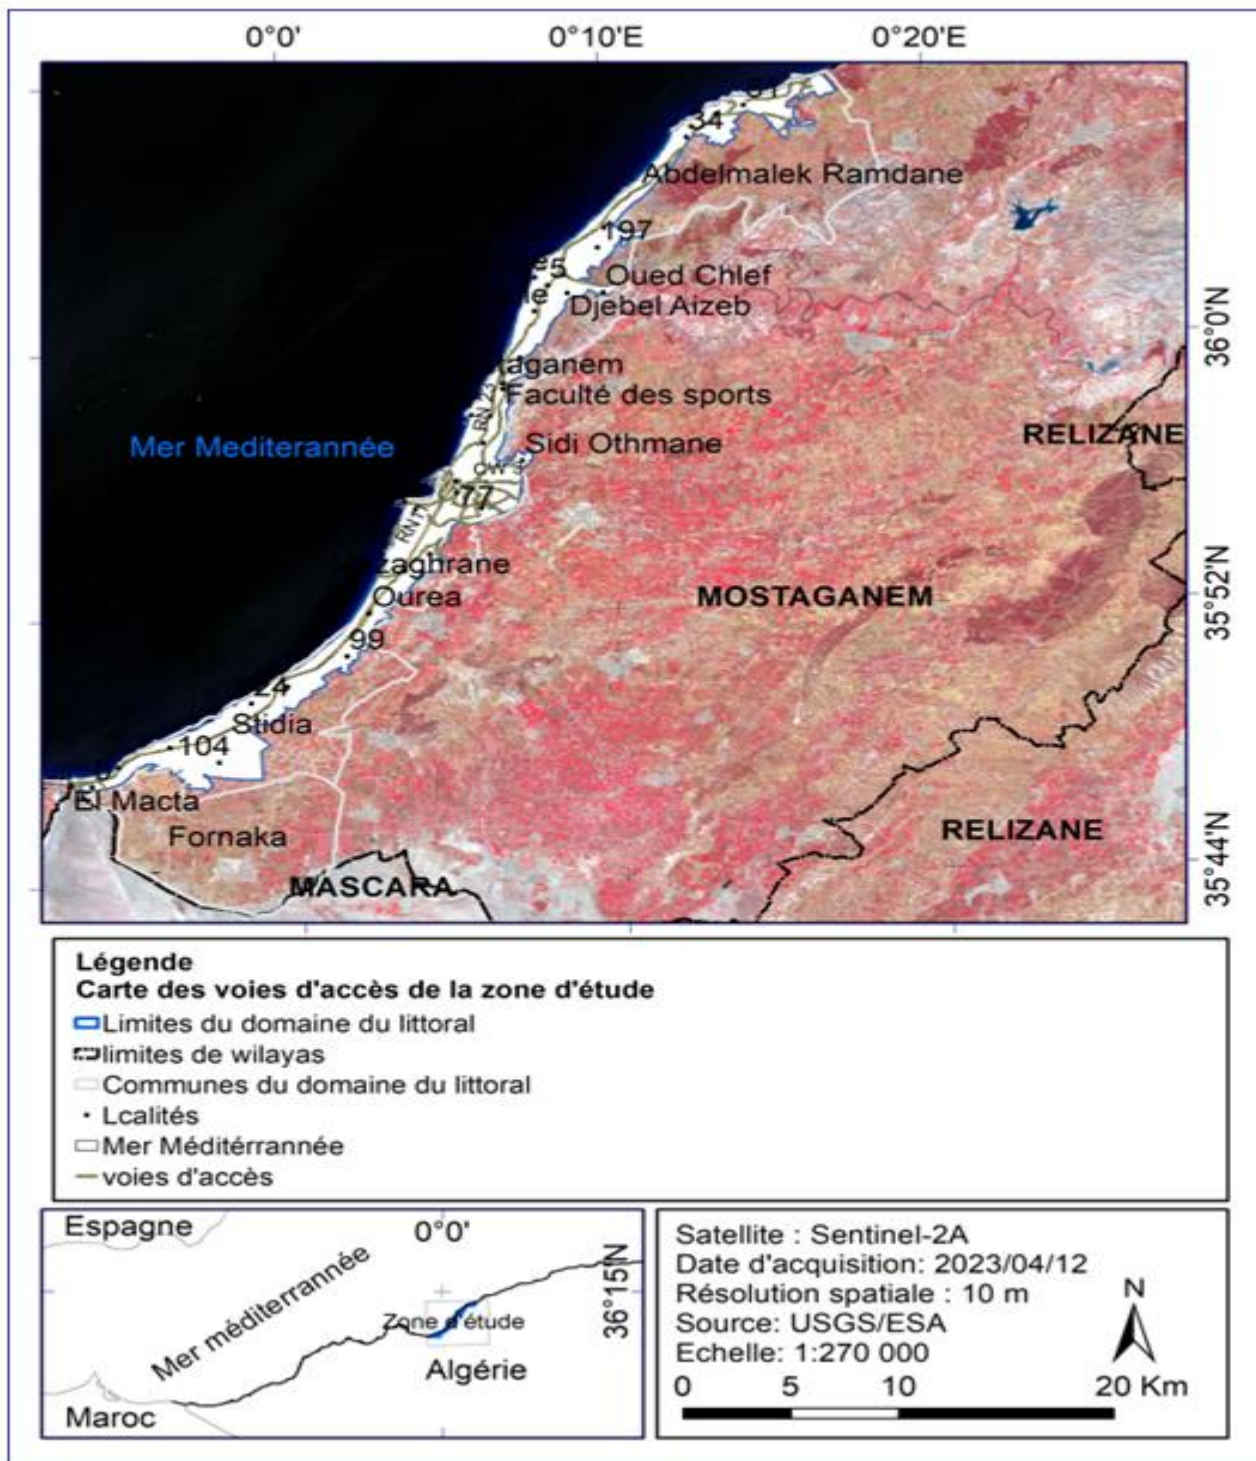 0°0'
0°10'E
0°20'E
34
Abdelmalek Ramdane
197
5
Oued Chlef
Djebel Aizeb
36°0'N
aganem
RN 23
Faculté des sports
Mer Mediterannée
Sidi Othmane
RELIZANE
CW
77
RN1
zaghrane
Ourea
MOSTAGANEM
35°52'N
99
24
Stidia
104
El Macta
Fornaka
RELIZANE
35°44'N
MASCARA
Légende
Carte des voies d'accès de la zone d'étude
Limites du domaine du littoral
limites de wilayas
Communes du domaine du littoral
Lcalités
Mer Méditérrannée
voies d'accès
Espagne
0°0'
36°15'N
Mer méditerrannée
Zone d'étude
Algérie
Maroc
Satellite : Sentinel-2A
Date d'acquisition: 2023/04/12
Résolution spatiale : 10 m
Source: USGS/ESA
Echelle: 1:270 000
N
0 5 10 20 Km